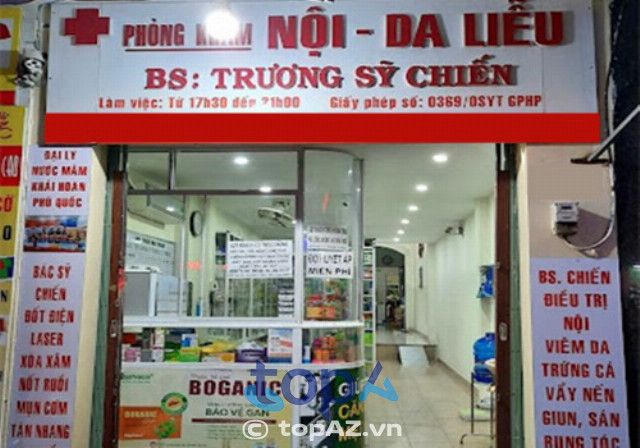 PHÒNG KHÁM NỘI - DA LIỄU
BS: TRƯƠNG SỸ CHIẾN
Làm việc: Từ 17h30 đến 21h00 Giấy phép số: 0369/0SYT GPHP
ĐẠI LÝ
NƯỚC MẮM
KHẢI HOÀN
PHÚ QUỐC
BÁC SỸ
CHIẾN
ĐỐT ĐIỆN
LASER
XÓA XĂM
NỐT RUỒI
MỤN CƠM
TÀN NHANG
ĐO HUYẾT ÁP
MIỄN PHÍ
BOGANIC
BẢO VỆ GAN
BOGANIC
GIÚP
topAZ
© topAZ.vn
BS. CHIẾN
ĐIỀU TRỊ
NỘI
VIÊM DA
TRỨNG CÁ
VẨY NẾN
GIUN, SÁN
RỤNG TÓC